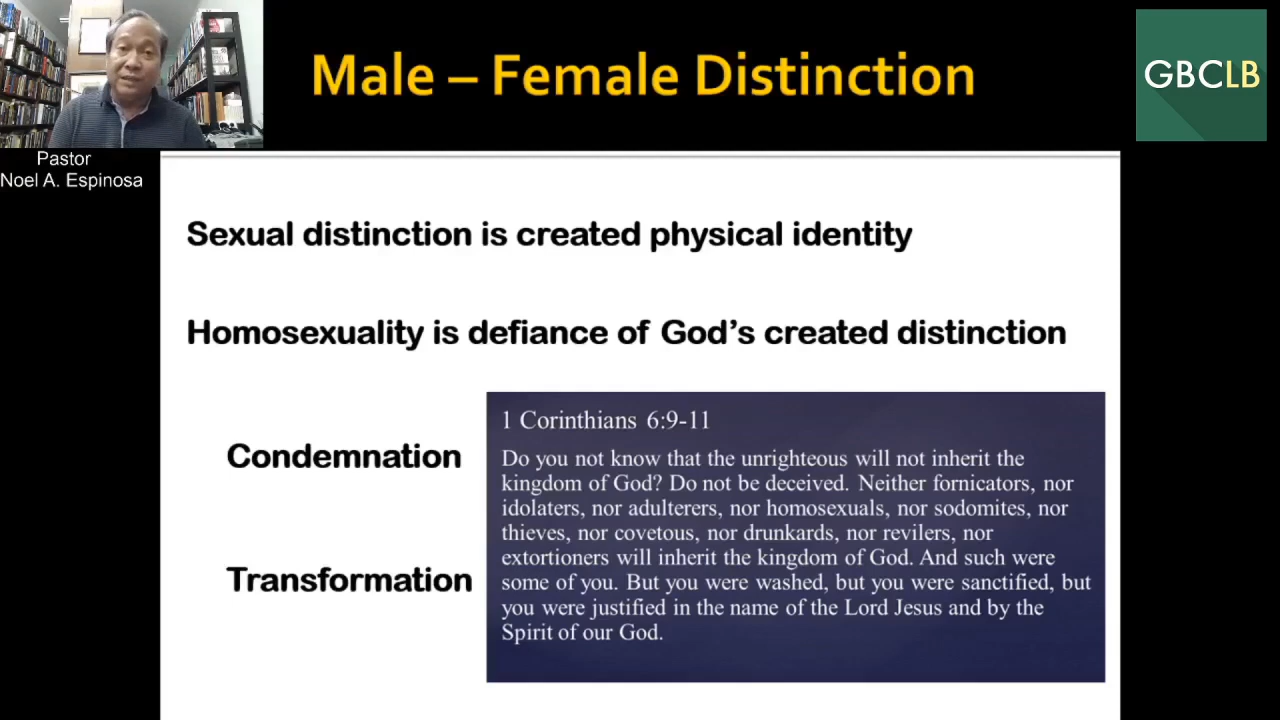 Male – Female Distinction
GBCLB
Pastor
Noel A. Espinosa
Sexual distinction is created physical identity
Homosexuality is defiance of God’s created distinction
Condemnation
Transformation
1 Corinthians 6:9-11
Do you not know that the unrighteous will not inherit the
kingdom of God? Do not be deceived. Neither fornicators, nor
idolaters, nor adulterers, nor homosexuals, nor sodomites, nor
thieves, nor covetous, nor drunkards, nor revilers, nor
extortioners will inherit the kingdom of God. And such were
some of you. But you were washed, but you were sanctified, but
you were justified in the name of the Lord Jesus and by the
Spirit of our God.